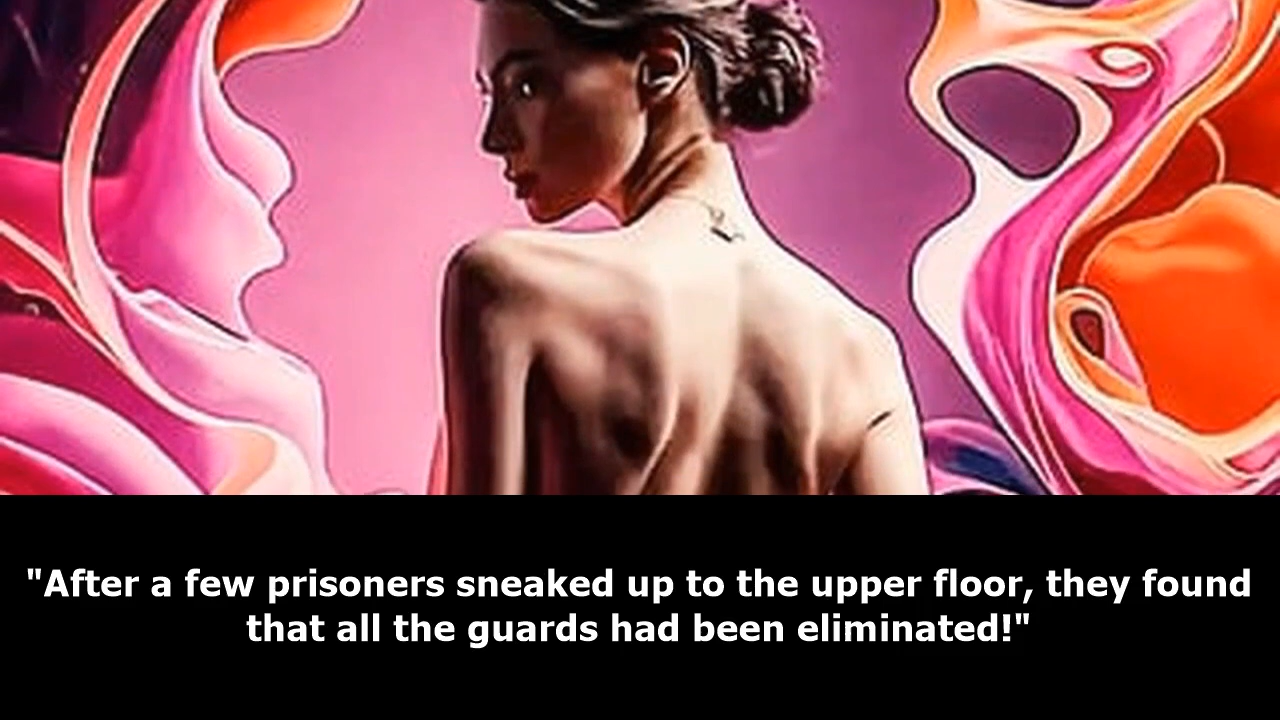 "After a few prisoners sneaked up to the upper floor, they found
that all the guards had been eliminated!"